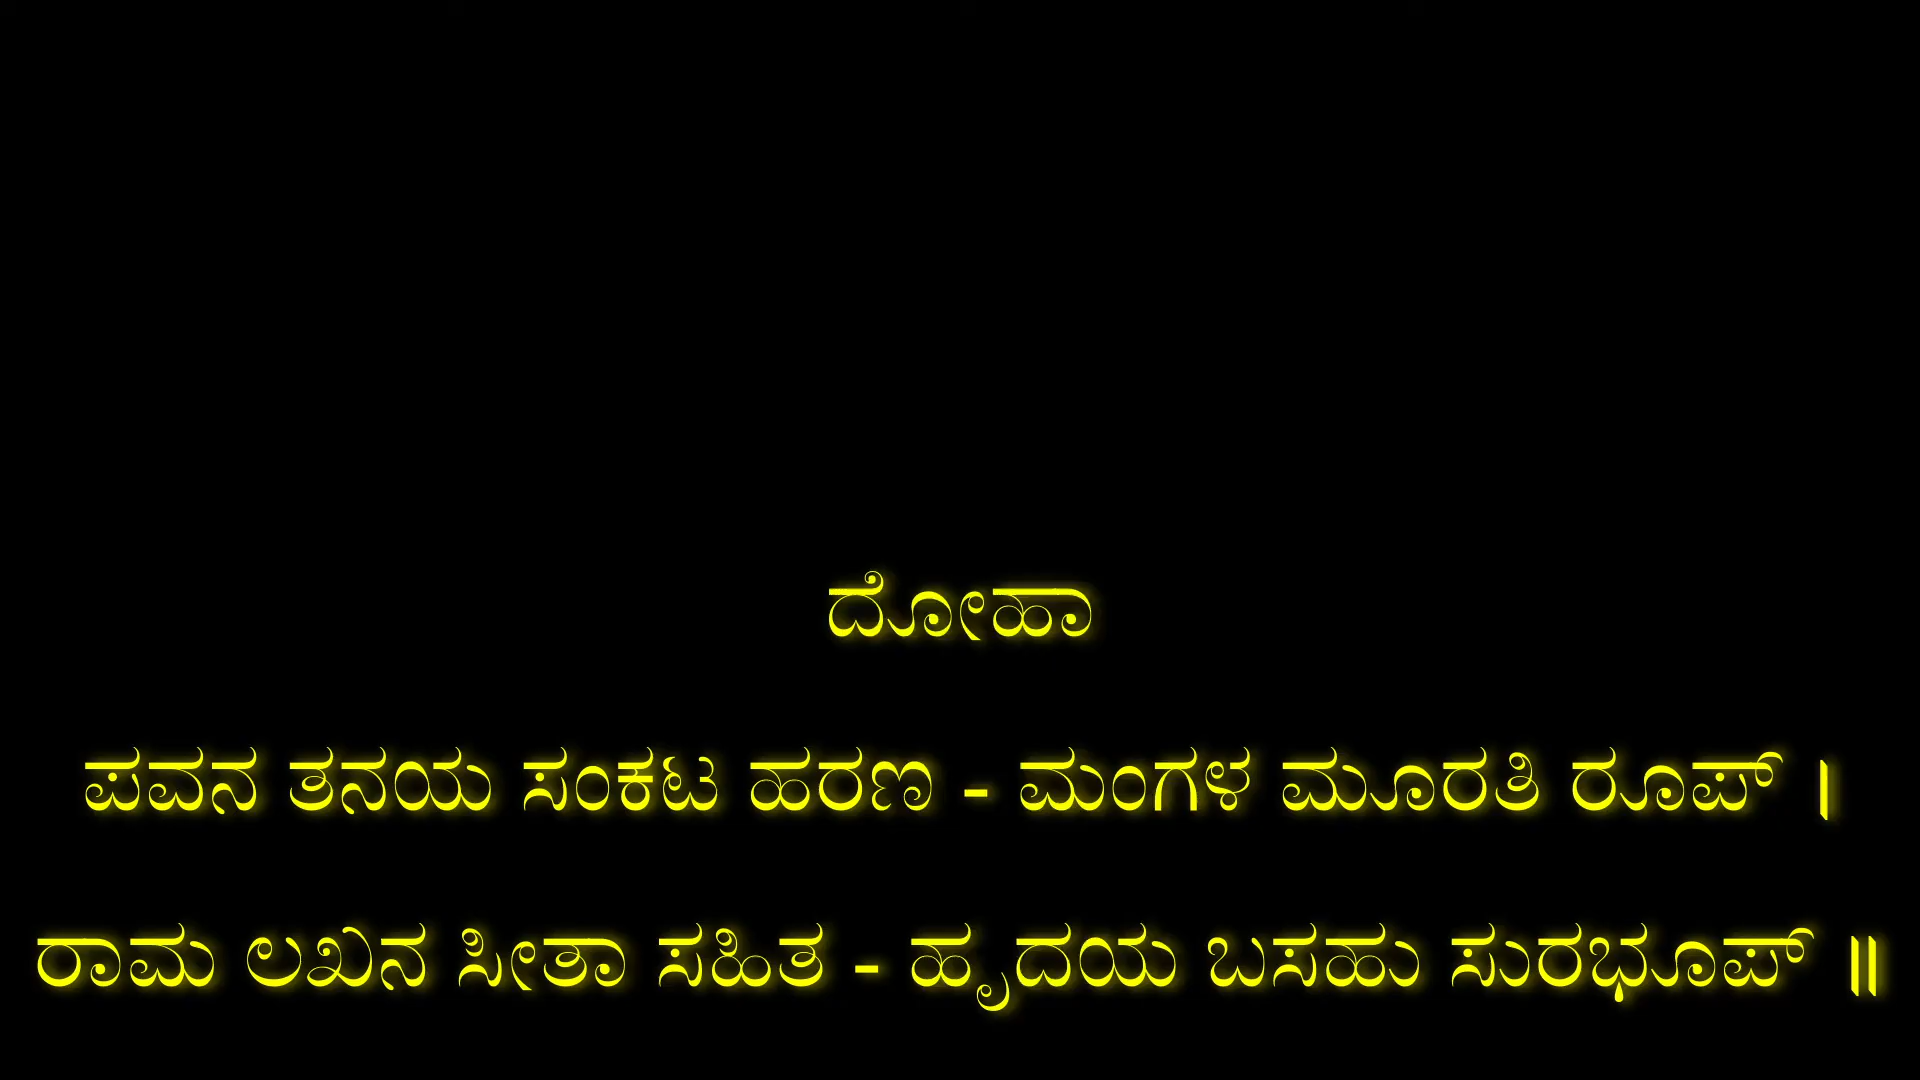 ದೋಹಾ
ಪವನ ತನಯ ಸಂಕಟ ಹರಣ - ಮಂಗಳ ಮೂರತಿ ರೂಪ್ ।
ರಾಮ ಲಖನ ಸೀತಾ ಸಹಿತ - ಹೃದಯ ಬಸಹು ಸುರಭೂಪ್ ॥